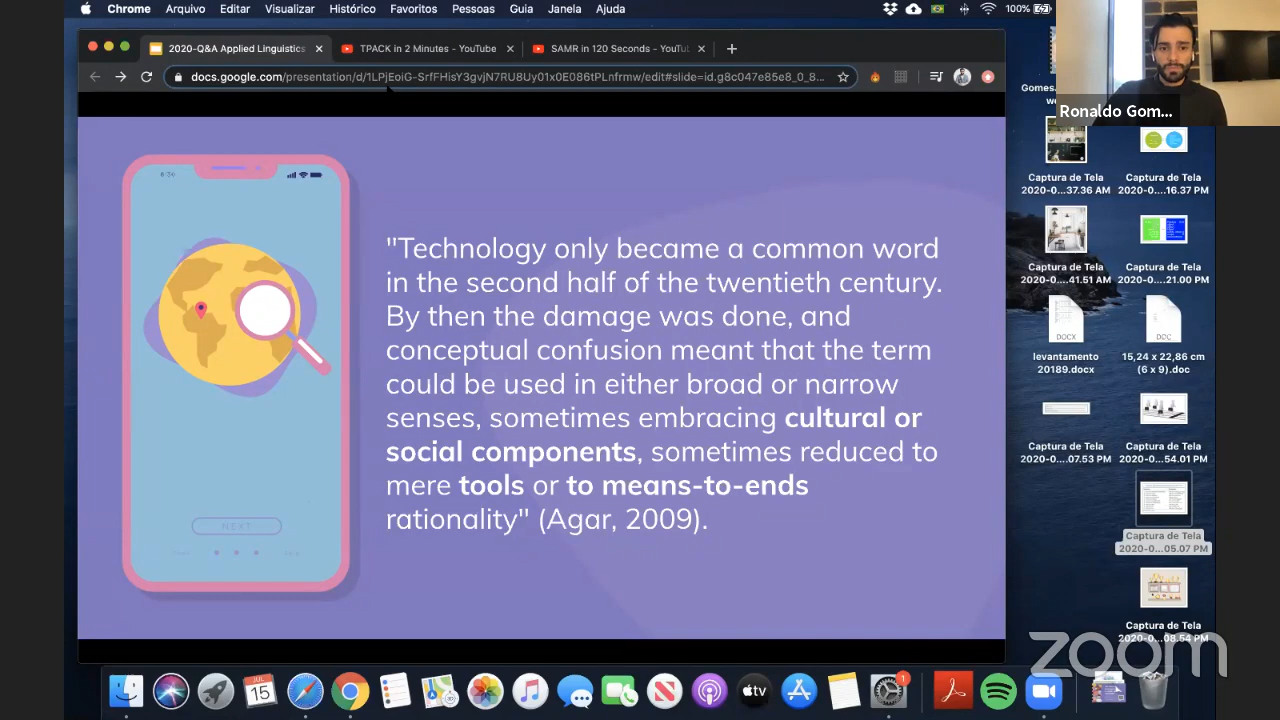 Chrome Arquivo Editar Visualizar Histórico Favoritos Pessoas Guia Janela Ajuda 100%
2020-Q&A Applied Linguistics TPACK in 2 Minutes - YouTube SAMR in 120 Seconds - YouTu
docs.google.com/presentation/d/1LPjEoiG-SrfFHisY3gvjN7RU8Uy01x0E086tPLnfrmw/edit#slide=id.g8c047e85e8_0_8...
Ronaldo Gom...
"Technology only became a common word
in the second half of the twentieth century.
By then the damage was done, and
conceptual confusion meant that the term
could be used in either broad or narrow
senses, sometimes embracing cultural or
social components, sometimes reduced to
mere tools or to means-to-ends
rationality" (Agar, 2009).
NEXT
Captura de Tela
2020-0...37.36 AM
Captura de Tela
2020-0....16.37 PM
Captura de Tela
2020-0....41.51 AM
Captura de Tela
2020-0....21.00 PM
DOCX
levantamento
20189.docx
DOC
15,24 x 22,86 cm
(6 x 9).doc
Captura de Tela
2020-0...07.53 PM
Captura de Tela
2020-0...54.01 PM
Captura de Tela
2020-0...05.07 PM
Captura de Tela
2020-0...08.54 PM
zoom
JUL
15
tv
1